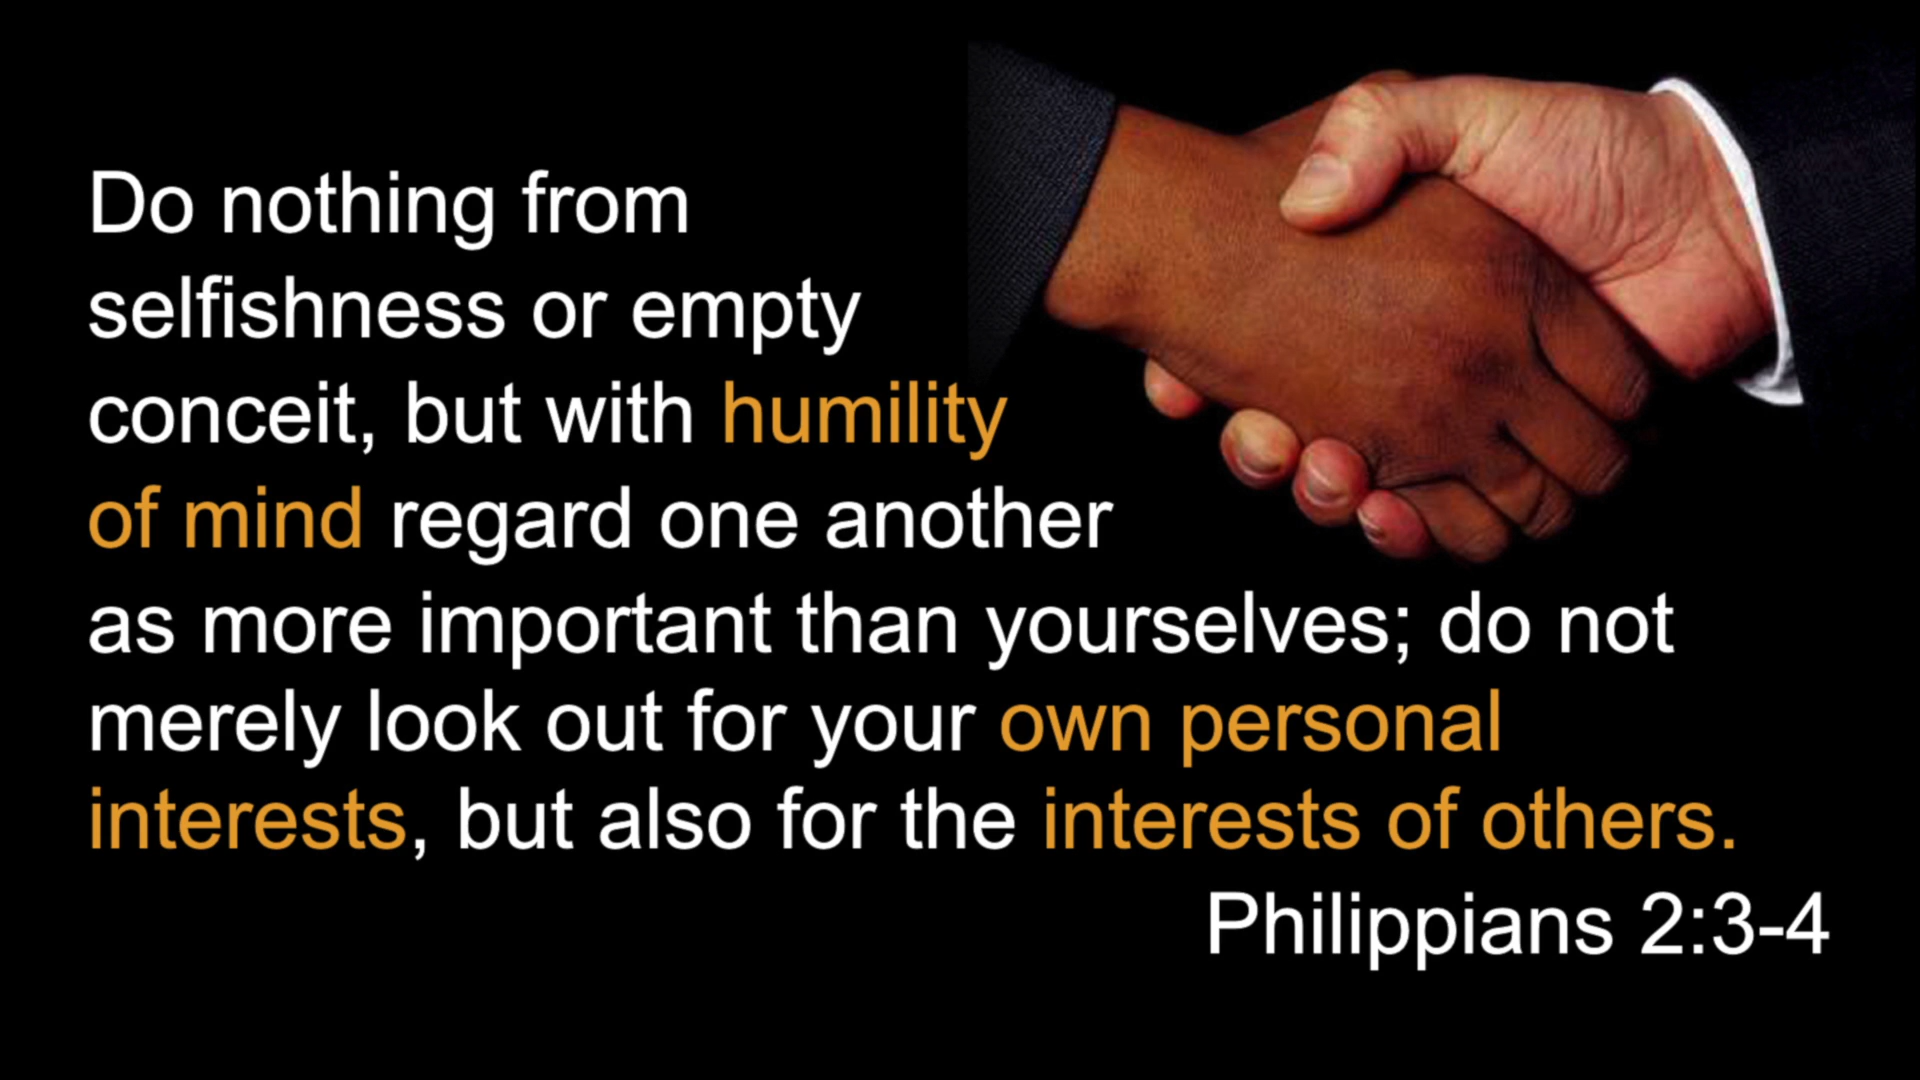 Do nothing from
selfishness or empty
conceit, but with humility
of mind regard one another
as more important than yourselves; do not
merely look out for your own personal
interests, but also for the interests of others.
Philippians 2:3-4